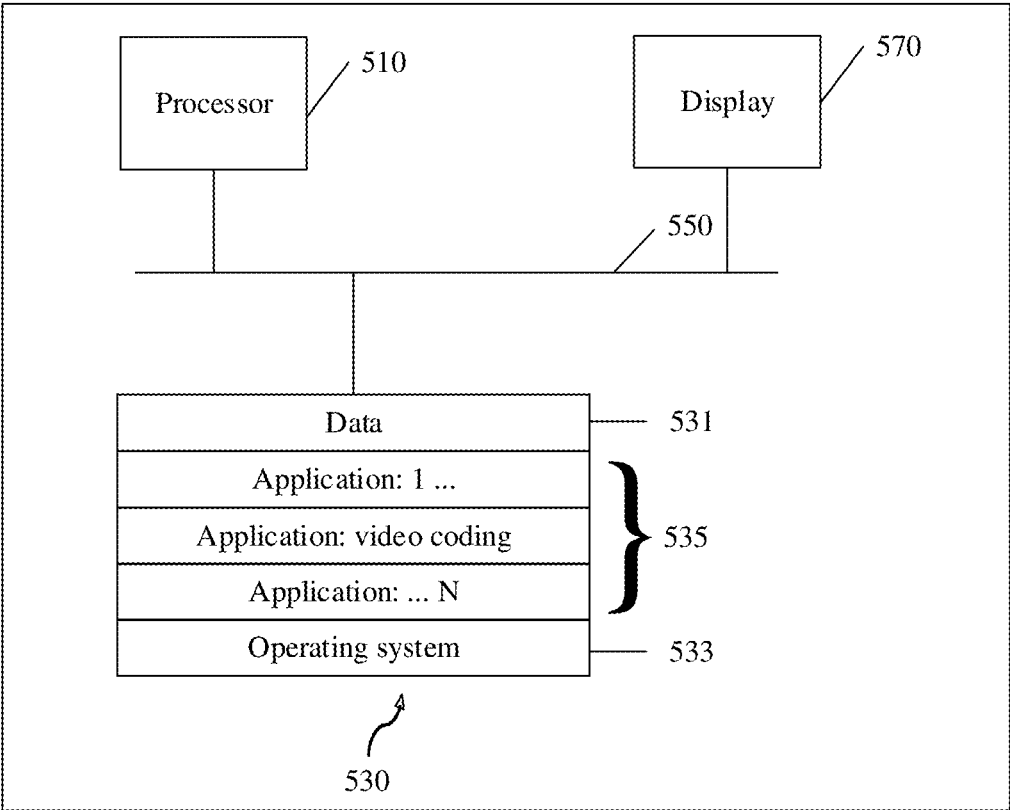 510
570
Processor
Display
550
Data
531
Application: 1 ...
Application: video coding
535
Application: ... N
Operating system
533
530